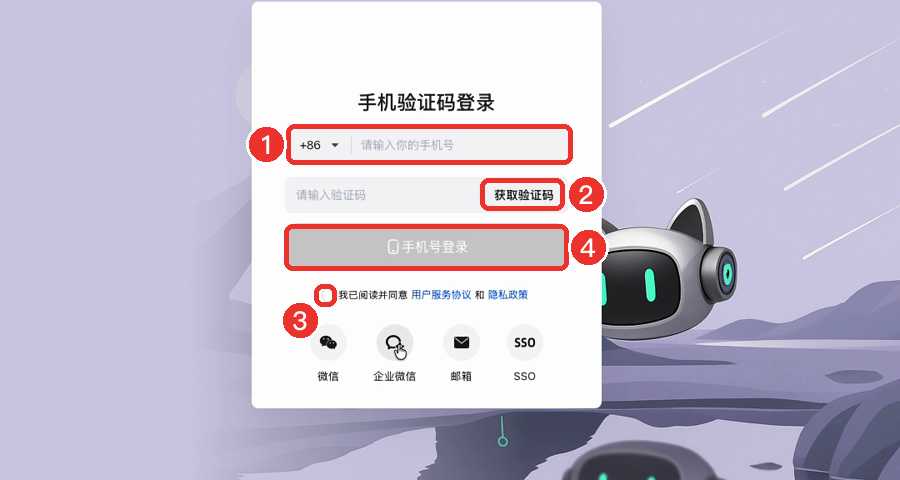 手机验证码登录
1
+86 请输入你的手机号
请输入验证码 获取验证码 2
手机号登录 4
我已阅读并同意 用户服务协议 和 隐私政策
3
SSO
微信 企业微信 邮箱 SSO